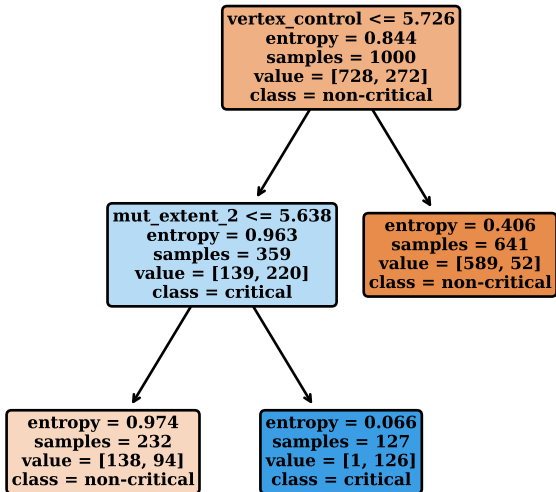 vertex_control <= 5.726
entropy = 0.844
samples = 1000
value = [728, 272]
class = non-critical
mut_extent_2 <= 5.638
entropy = 0.963
samples = 359
value = [139, 220]
class = critical
entropy = 0.406
samples = 641
value = [589, 52]
class = non-critical
entropy = 0.974
samples = 232
value = [138, 94]
class = non-critical
entropy = 0.066
samples = 127
value = [1, 126]
class = critical